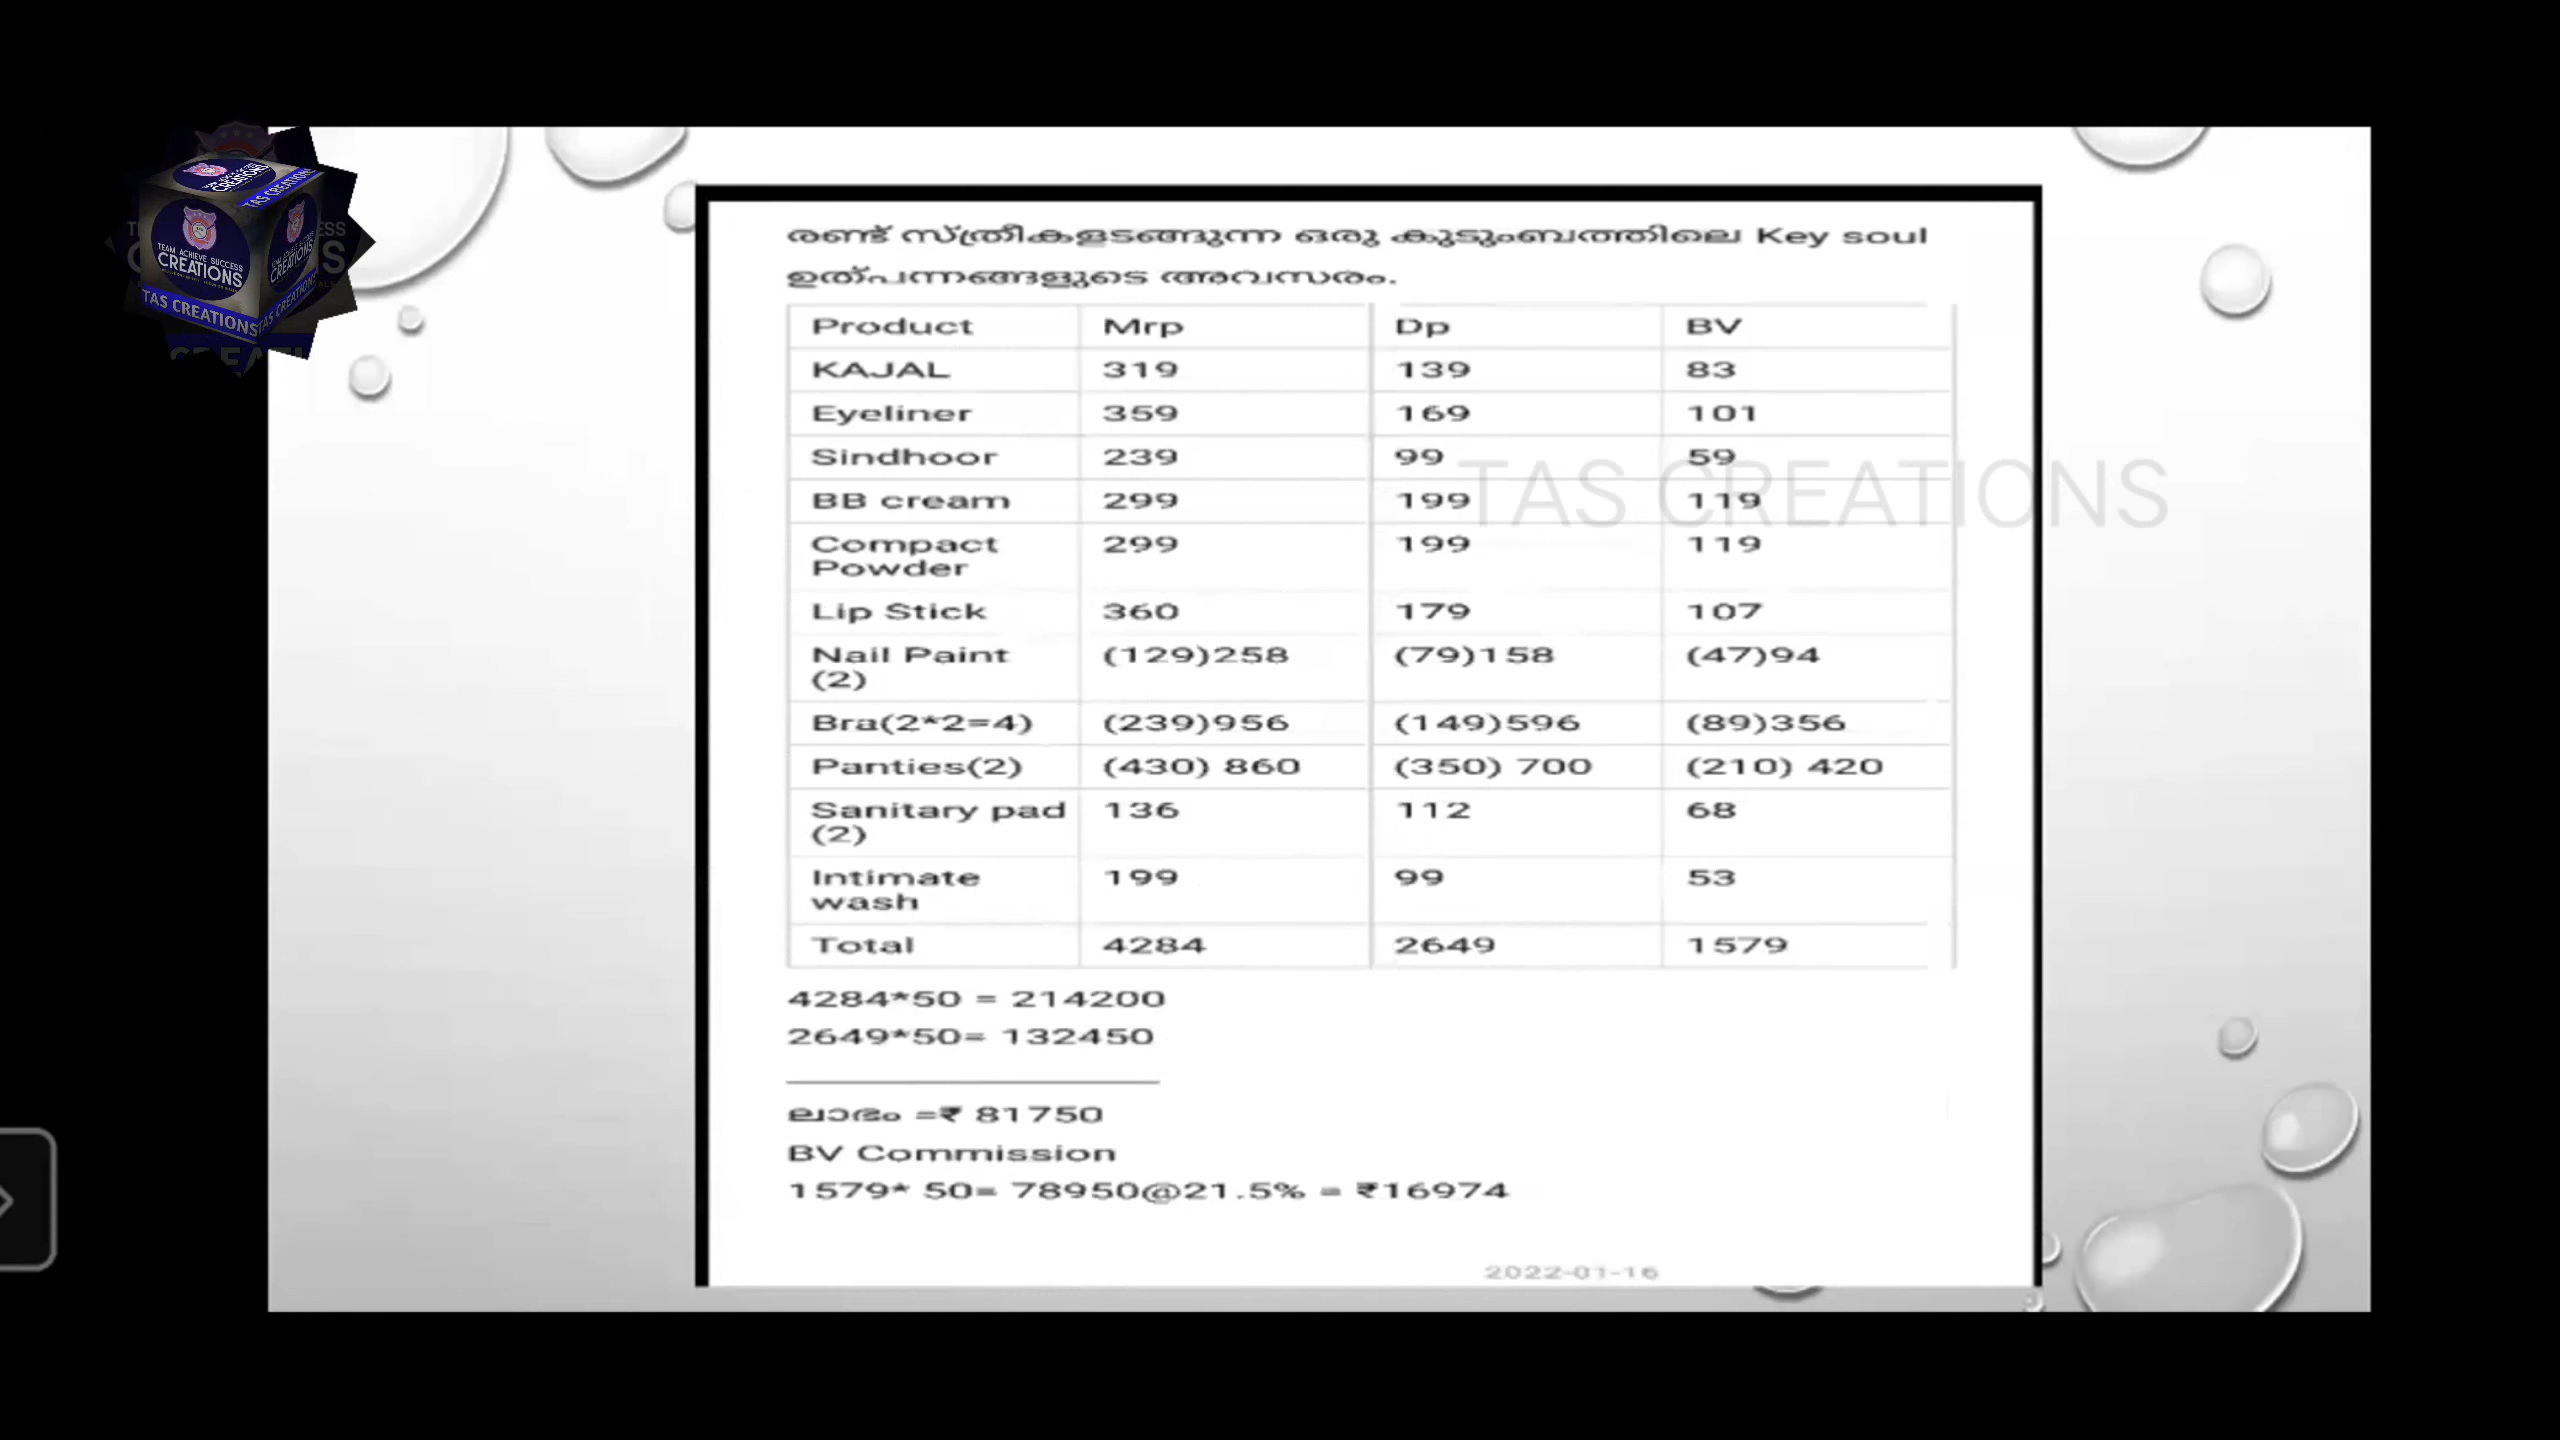 രണ്ട് സ്ത്രീകളടങ്ങുന്ന ഒരു കുടുംബത്തിലെ Key soul
ഉത്പന്നങ്ങളുടെ അവസരം.
Product Mrp Dp BV
KAJAL 319 139 83
Eyeliner 359 169 101
Sindhoor 239 99 59
BB cream 299 199 119
Compact Powder 299 199 119
Lip Stick 360 179 107
Nail Paint (2) (129)258 (79)158 (47)94
Bra(2*2=4) (239)956 (149)596 (89)356
Panties(2) (430) 860 (350) 700 (210) 420
Sanitary pad (2) 136 112 68
Intimate wash 199 99 53
Total 4284 2649 1579
4284*50 = 214200
2649*50= 132450
ലാഭം =₹ 81750
BV Commission
1579* 50= 78950@21.5% = ₹16974
2022-01-16
TAS CREATIONS
TEAM ACHIEVE SUCCESS
CREATIONS
TAS CREATIONS